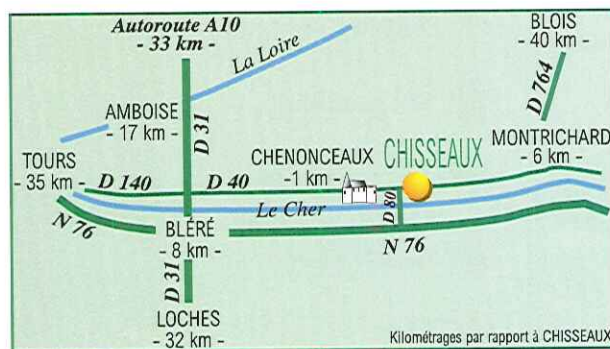 Autoroute A10
- 33 km -
La Loire
BLOIS
- 40 km -
D 764
AMBOISE
- 17 km -
D 31
TOURS
- 35 km -
D 140
D 40
CHENONCEAUX
-1 km -
CHISSEAUX
MONTRICHARD
- 6 km -
Le Cher
D 80
N 76
BLÉRÉ
- 8 km -
N 76
D 31
LOCHES
- 32 km -
Kilométrages par rapport à CHISSEAUX